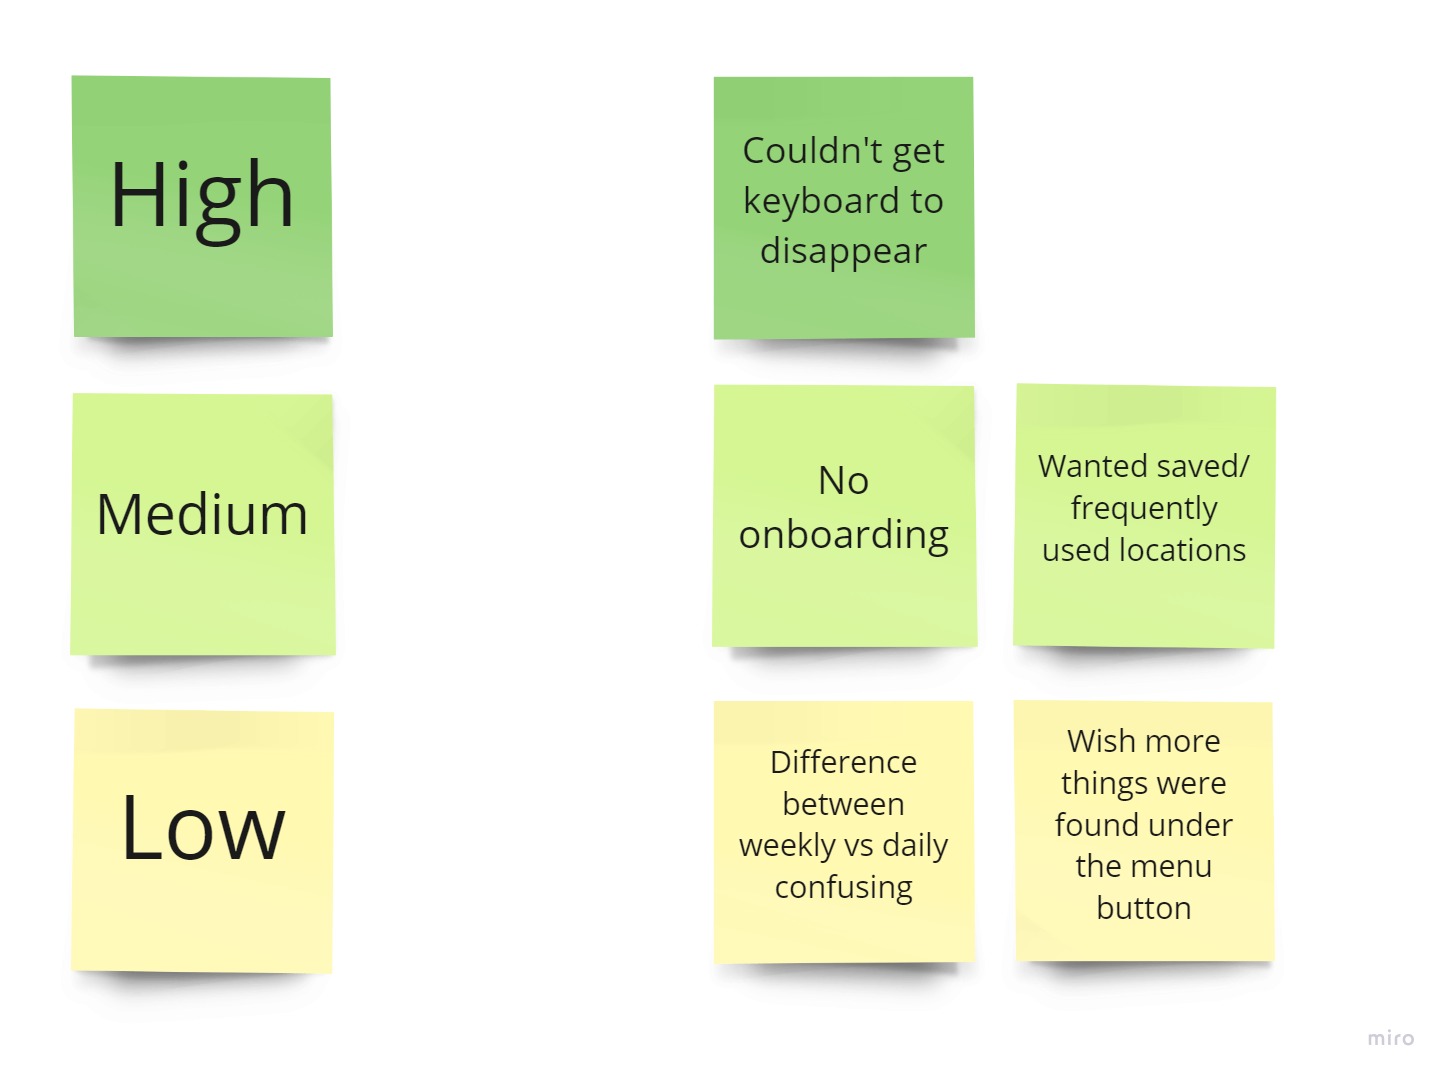 High
Couldn't get
keyboard to
disappear
Medium
No
onboarding
Wanted saved/
frequently
used locations
Low
Difference
between
weekly vs daily
confusing
Wish more
things were
found under
the menu
button
miro